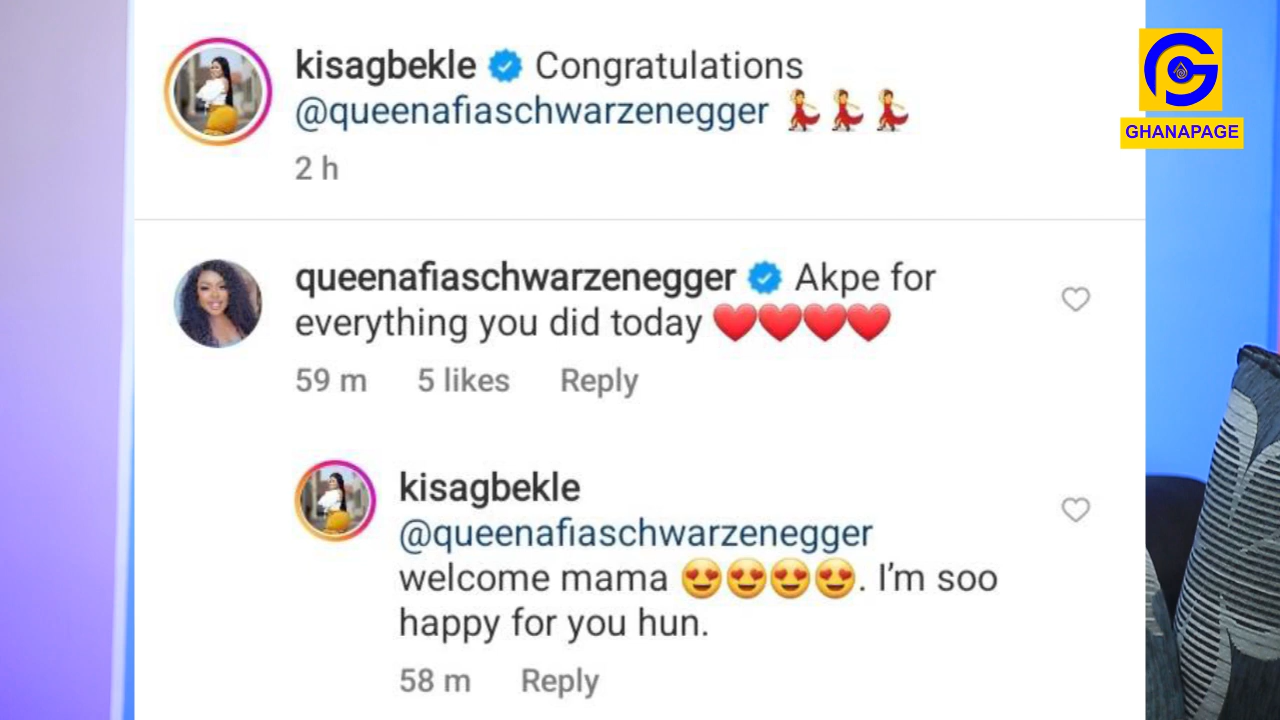 kisagbekle Congratulations
@queenafiaschwarzenegger 💃💃💃
2 h
GHANAPAGE
queenafiaschwarzenegger Akpe for
everything you did today ❤️❤️❤️❤️
59 m 5 likes Reply
kisagbekle
@queenafiaschwarzenegger
welcome mama 😍😍😍😍. I’m soo
happy for you hun.
58 m Reply